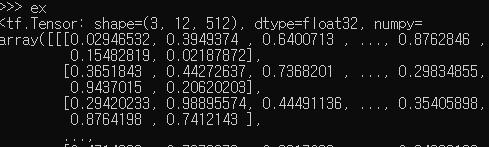 >>> ex
<tf.Tensor: shape=(3, 12, 512), dtype=float32, numpy=
array([[[0.02946532, 0.3949374 , 0.6400713 , ..., 0.8762846 ,
0.15482819, 0.02187872],
[0.3651843 , 0.44272637, 0.7368201 , ..., 0.29834855,
0.9437015 , 0.20620203],
[0.29420233, 0.98895574, 0.44491136, ..., 0.35405898,
0.8764198 , 0.7412143 ],
...,